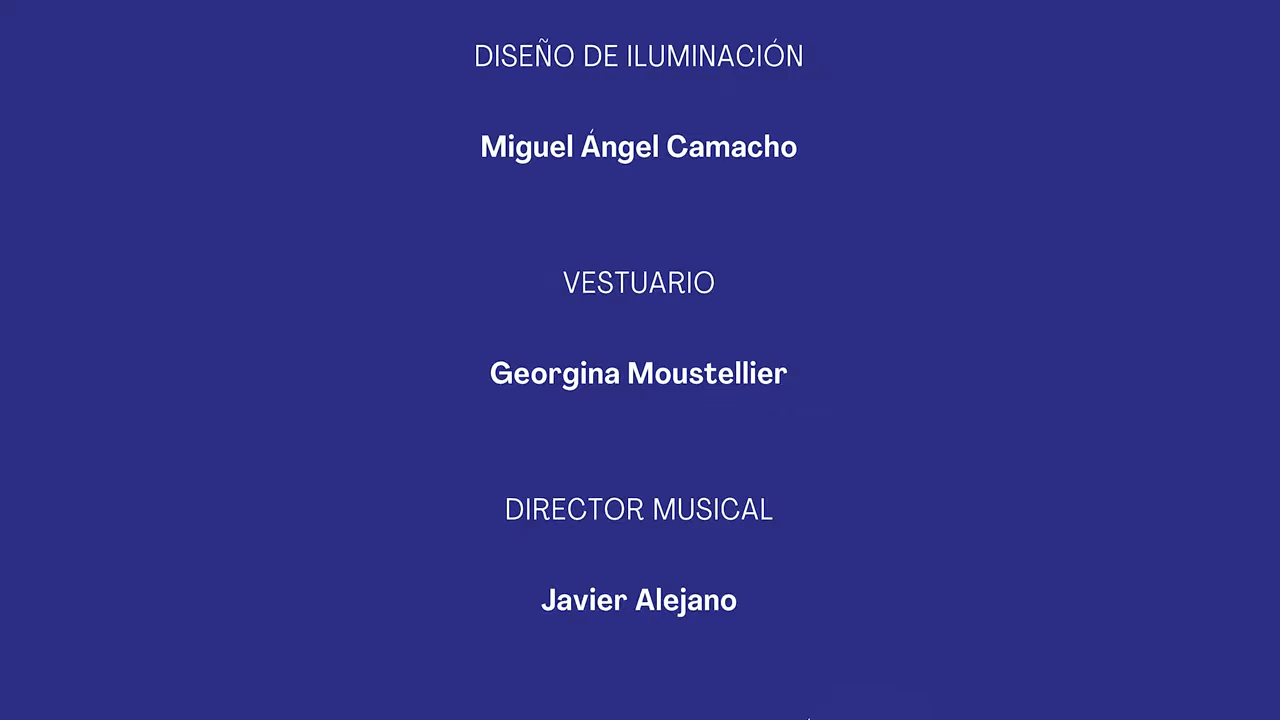 DISEÑO DE ILUMINACIÓN
Miguel Ángel Camacho
VESTUARIO
Georgina Moustellier
DIRECTOR MUSICAL
Javier Alejano